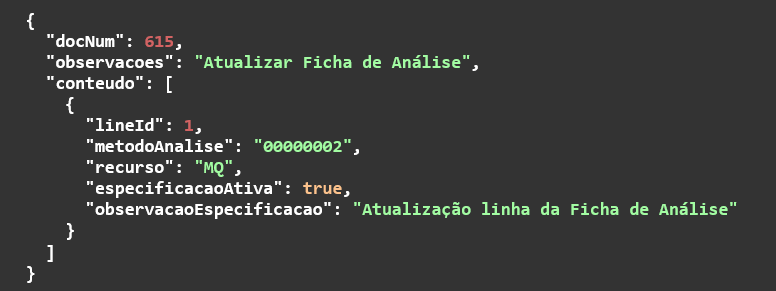 {
  "docNum": 615,
  "observacoes": "Atualizar Ficha de Análise",
  "conteudo": [
    {
      "lineId": 1,
      "metodoAnalise": "00000002",
      "recurso": "MQ",
      "especificacaoAtiva": true,
      "observacaoEspecificacao": "Atualização linha da Ficha de Análise"
    }
  ]
}